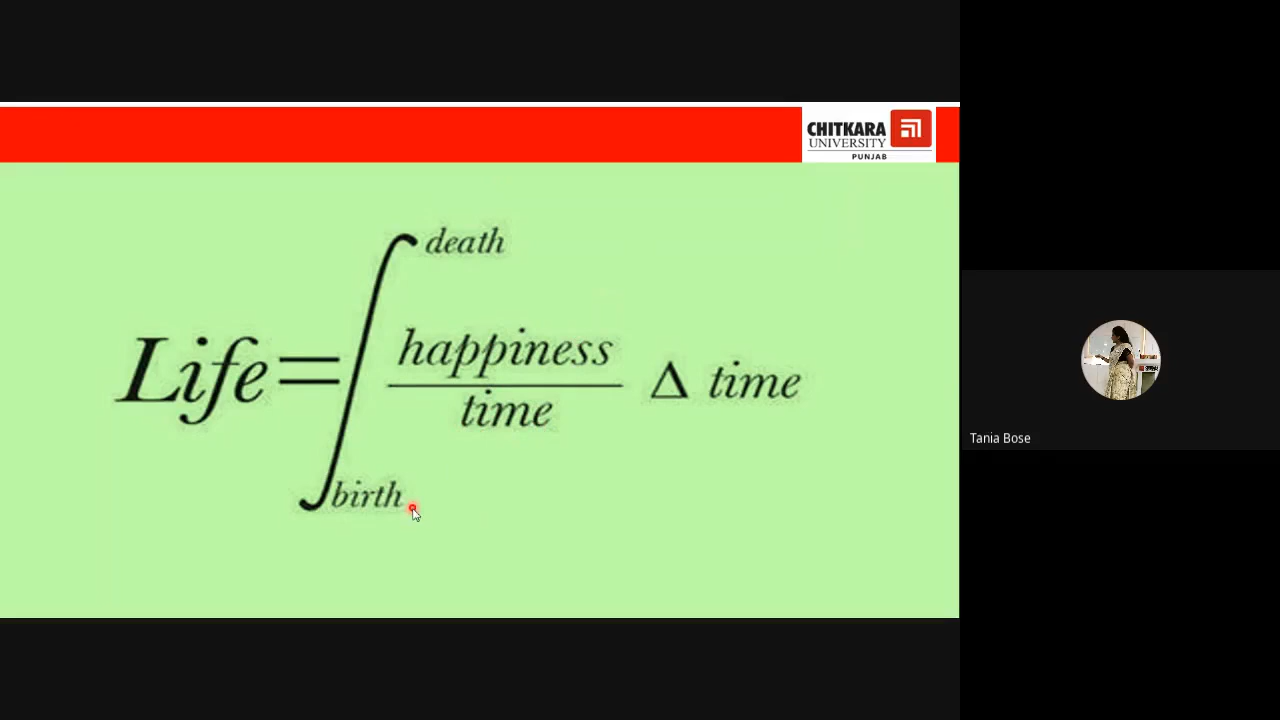 CHITKARA
UNIVERSITY
PUNJAB
death
happiness
Life= ∫ Δ time
time
birth
Tania Bose